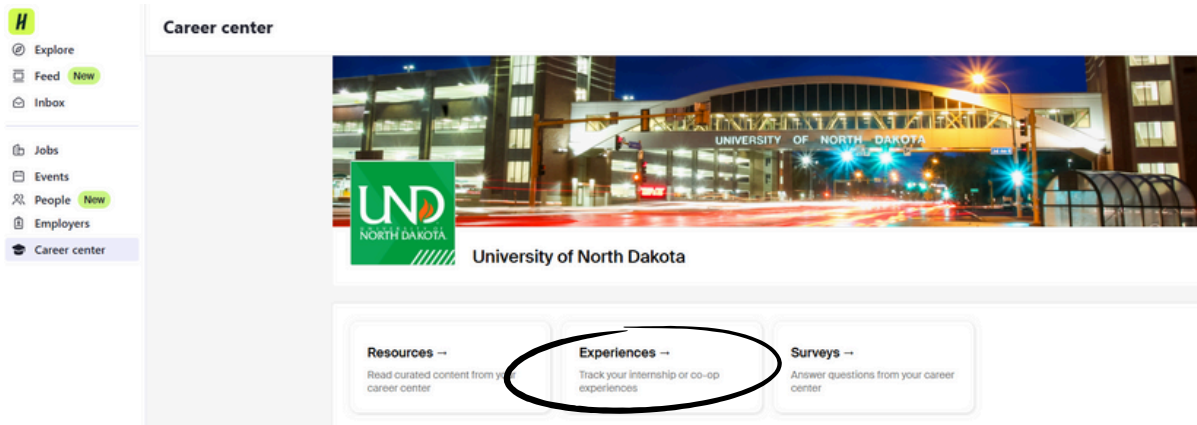 H
Career center
Explore
Feed New
Inbox
Jobs
Events
People New
Employers
Career center
UNIVERSITY OF NORTH DAKOTA
UND
UNIVERSITY OF
NORTH DAKOTA
University of North Dakota
Resources →
Read curated content from your
career center
Experiences →
Track your internship or co-op
experiences
Surveys →
Answer questions from your career
center